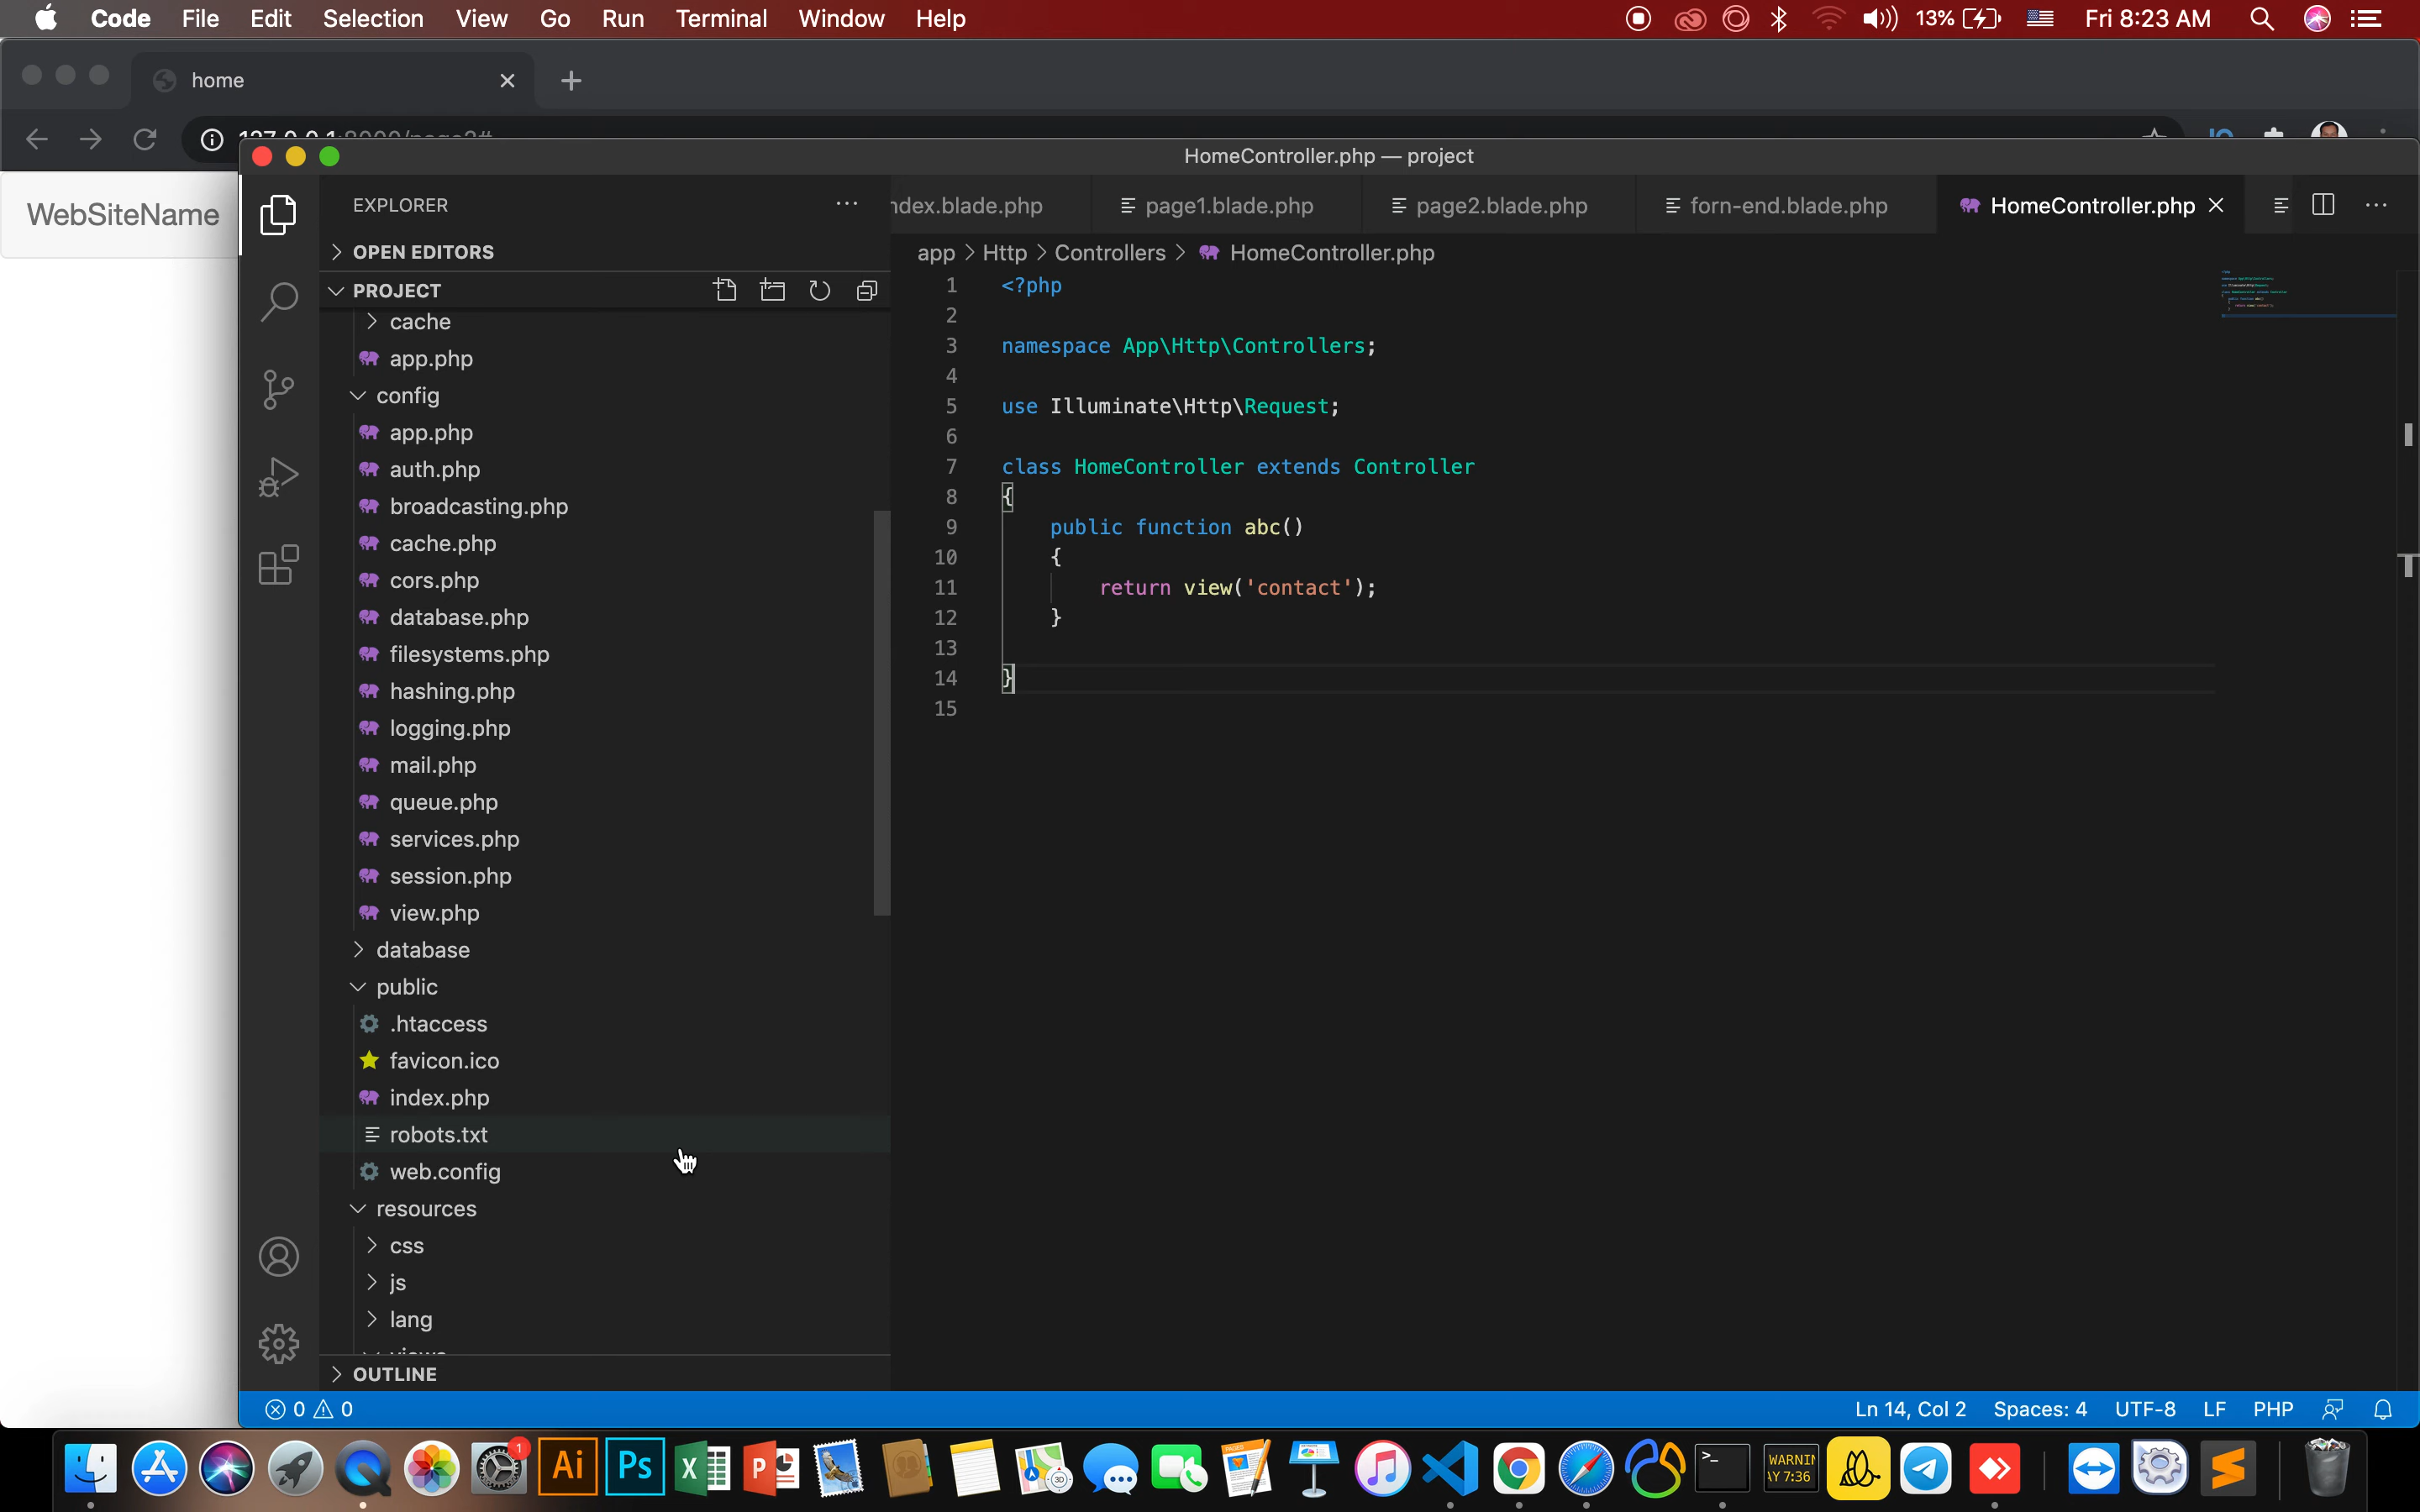 Code File Edit Selection View Go Run Terminal Window Help 13% Fri 8:23 AM
home
HomeController.php — project
WebSiteName
EXPLORER
OPEN EDITORS
PROJECT
cache
app.php
config
app.php
auth.php
broadcasting.php
cache.php
cors.php
database.php
filesystems.php
hashing.php
logging.php
mail.php
queue.php
services.php
session.php
view.php
database
public
.htaccess
favicon.ico
index.php
robots.txt
web.config
resources
css
js
lang
OUTLINE
ndex.blade.php page1.blade.php page2.blade.php forn-end.blade.php HomeController.php
app > Http > Controllers > HomeController.php
1 <?php
2
3 namespace App\Http\Controllers;
4
5 use Illuminate\Http\Request;
6
7 class HomeController extends Controller
8 {
9 public function abc()
10 {
11 return view('contact');
12 }
13
14 }
15
0 0 Ln 14, Col 2 Spaces: 4 UTF-8 LF PHP
1
Ai Ps
WARNIN
AY 7:36